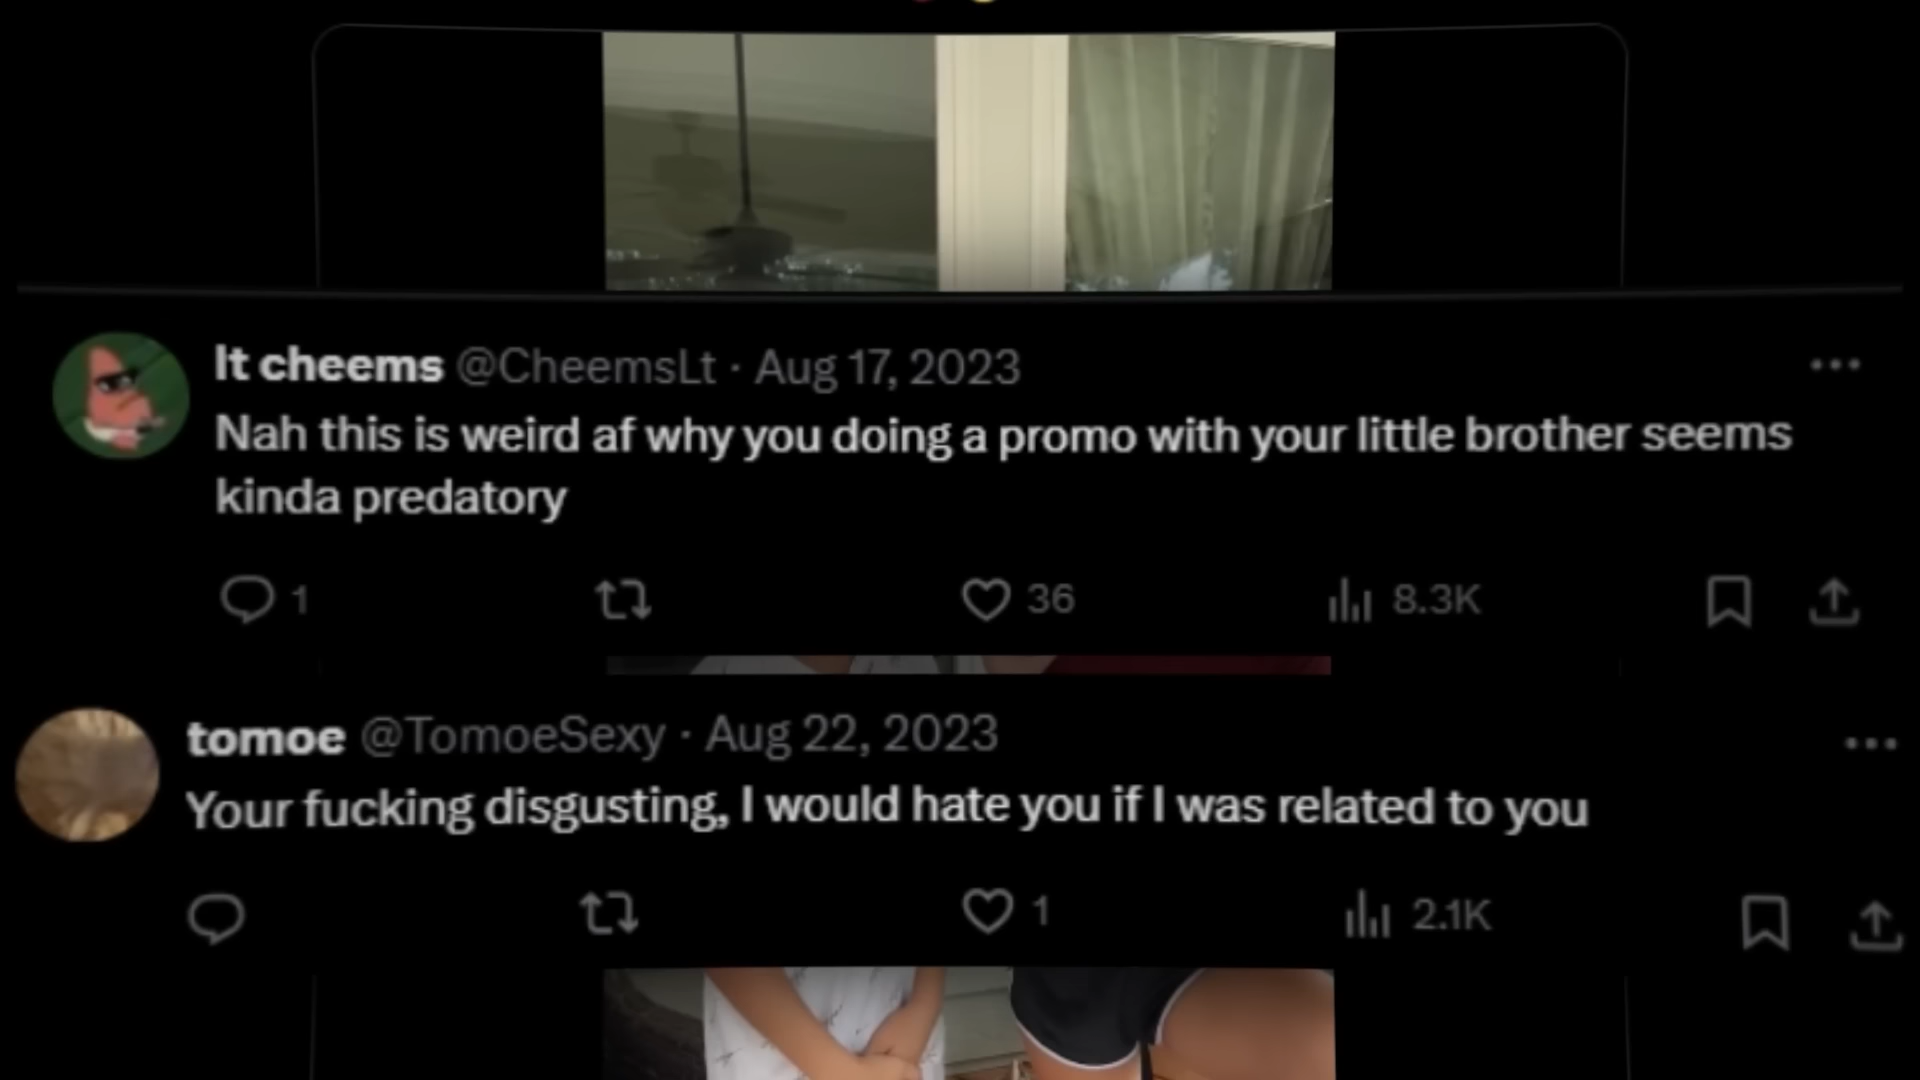 lt cheems @CheemsLt · Aug 17, 2023
Nah this is weird af why you doing a promo with your little brother seems
kinda predatory
1 36 8.3K
tomoe @TomoeSexy · Aug 22, 2023
Your fucking disgusting, I would hate you if I was related to you
1 2.1K